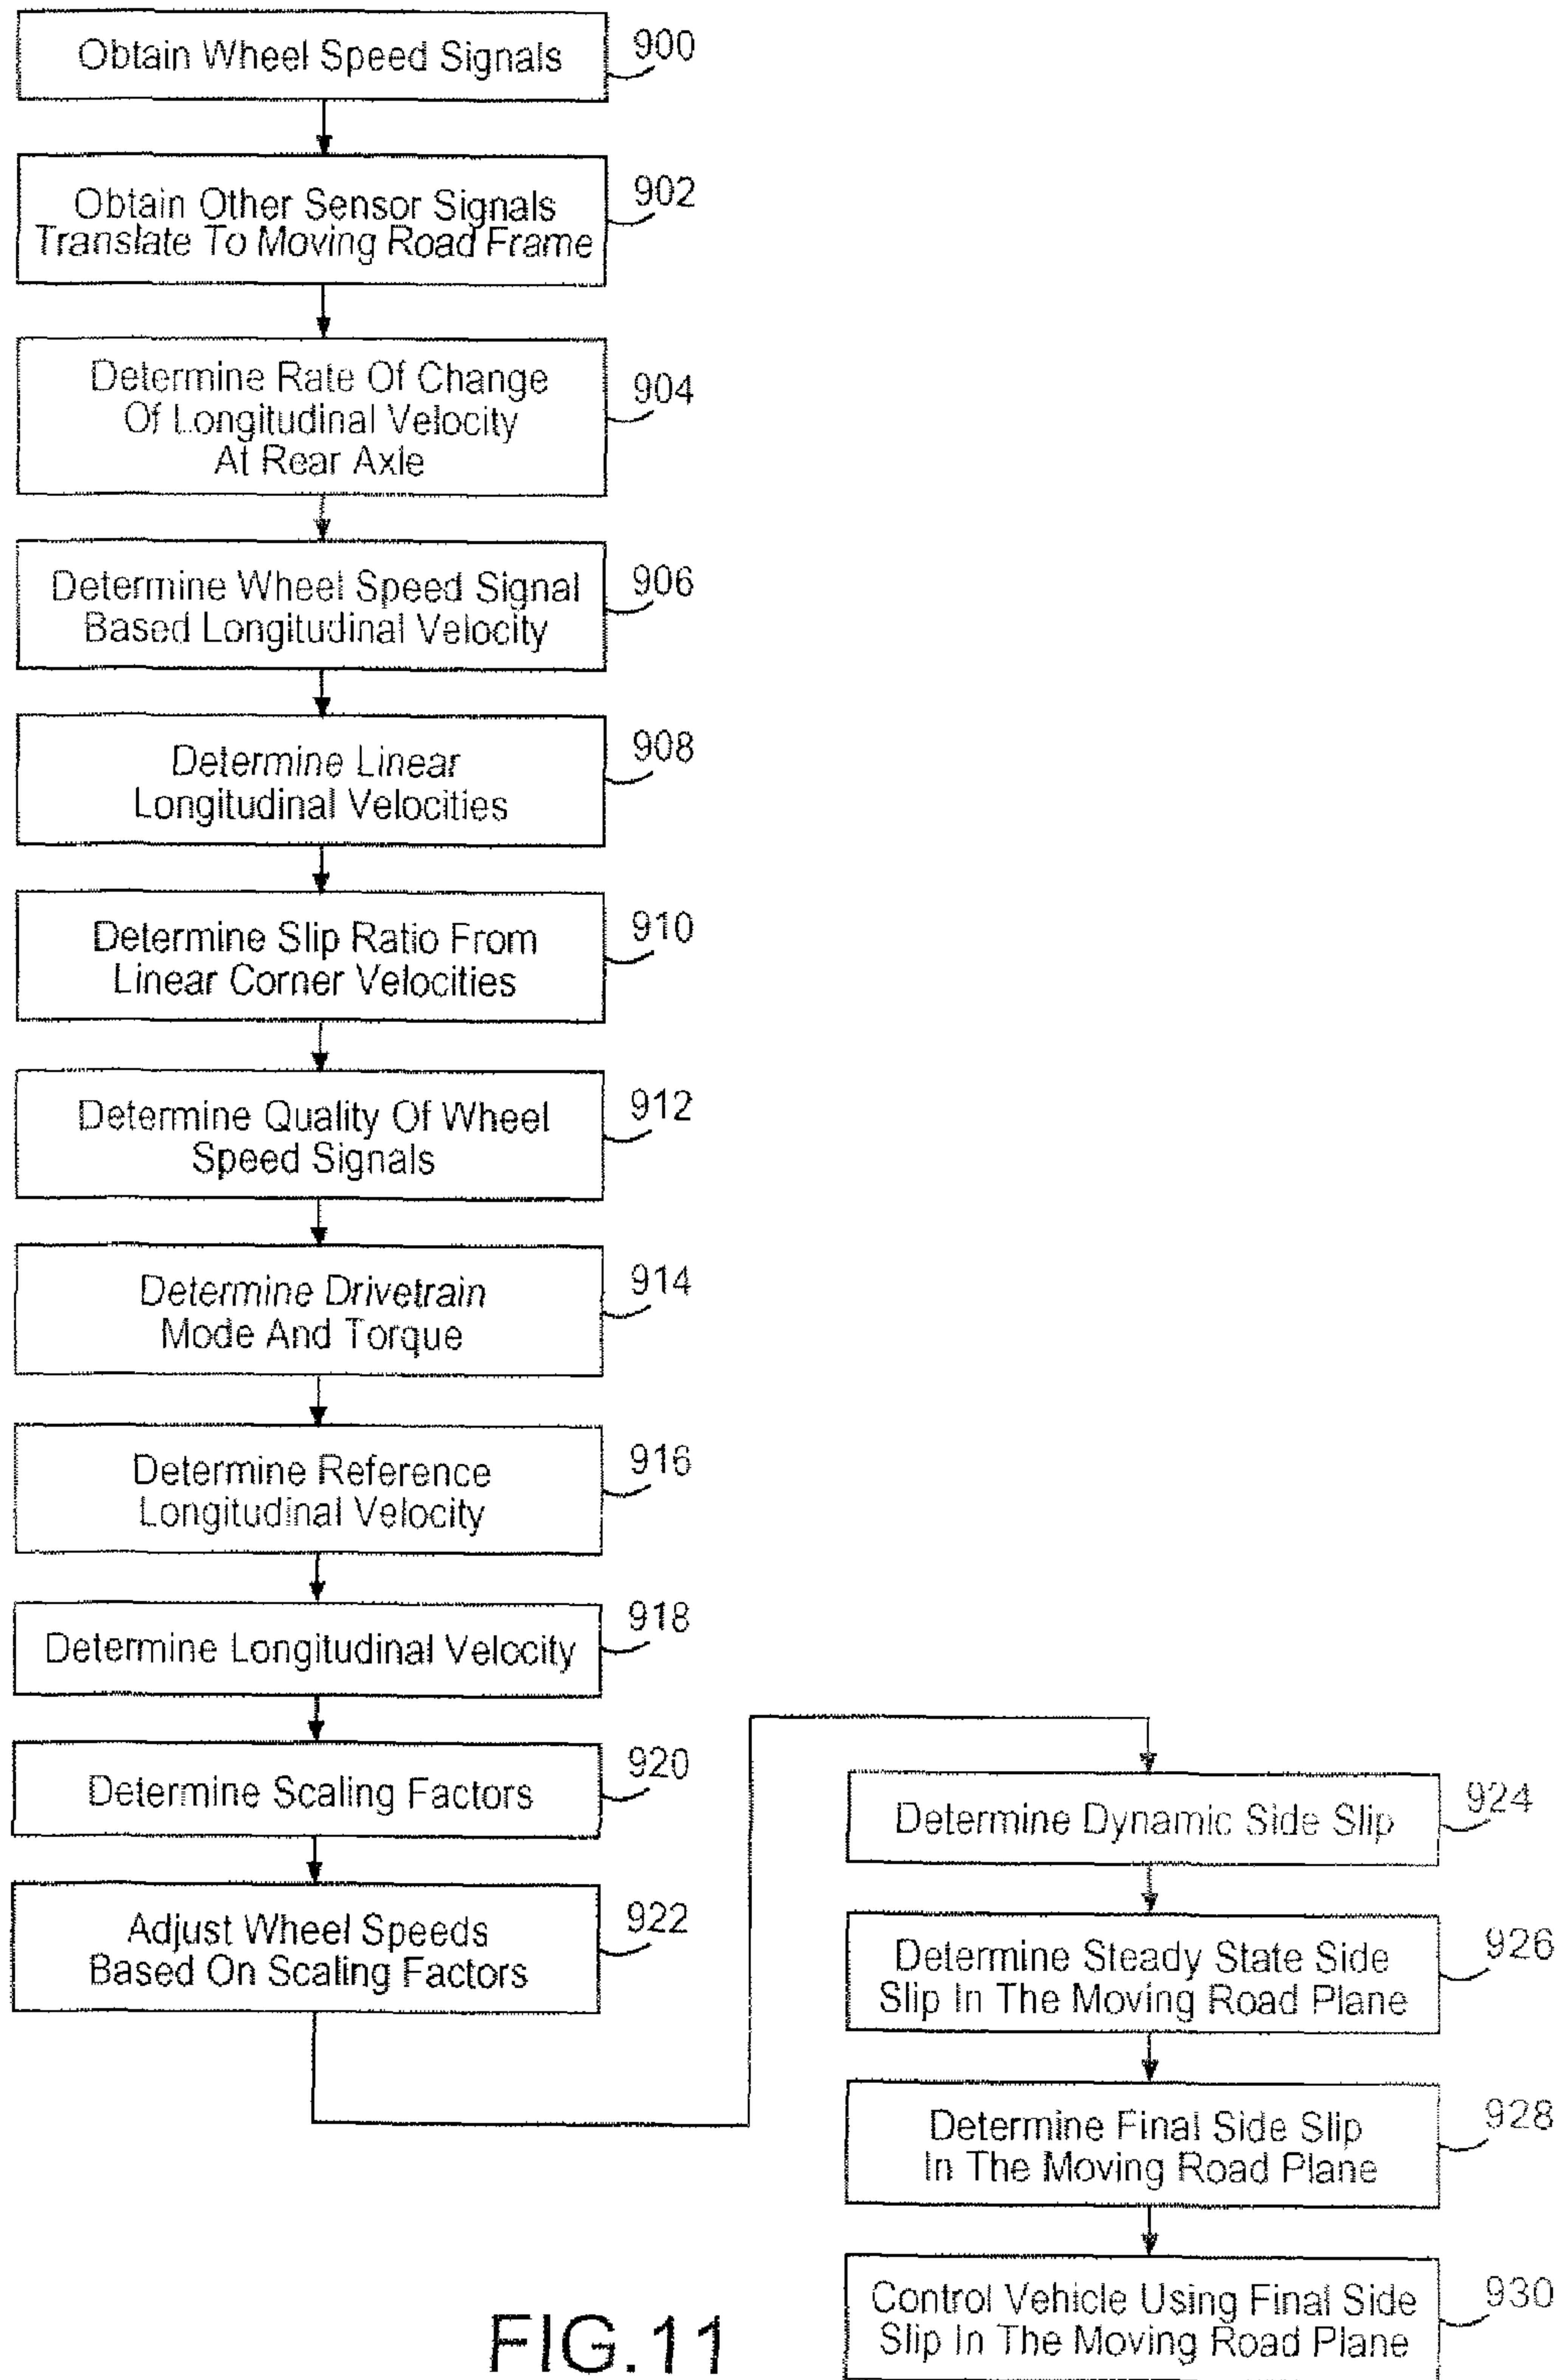 Obtain Wheel Speed Signals
900
Obtain Other Sensor Signals
Translate To Moving Road Frame
902
Determine Rate Of Change
Of Longitudinal Velocity
At Rear Axle
904
Determine Wheel Speed Signal
Based Longitudinal Velocity
906
Determine Linear
Longitudinal Velocities
908
Determine Slip Ratio From
Linear Corner Velocities
910
Determine Quality Of Wheel
Speed Signals
912
Determine Drivetrain
Mode And Torque
914
Determine Reference
Longitudinal Velocity
916
Determine Longitudinal Velocity
918
Determine Scaling Factors
920
Adjust Wheel Speeds
Based On Scaling Factors
922
Determine Dynamic Side Slip
924
Determine Steady State Side
Slip In The Moving Road Plane
926
Determine Final Side Slip
In The Moving Road Plane
928
Control Vehicle Using Final Side
Slip In The Moving Road Plane
930
FIG.11